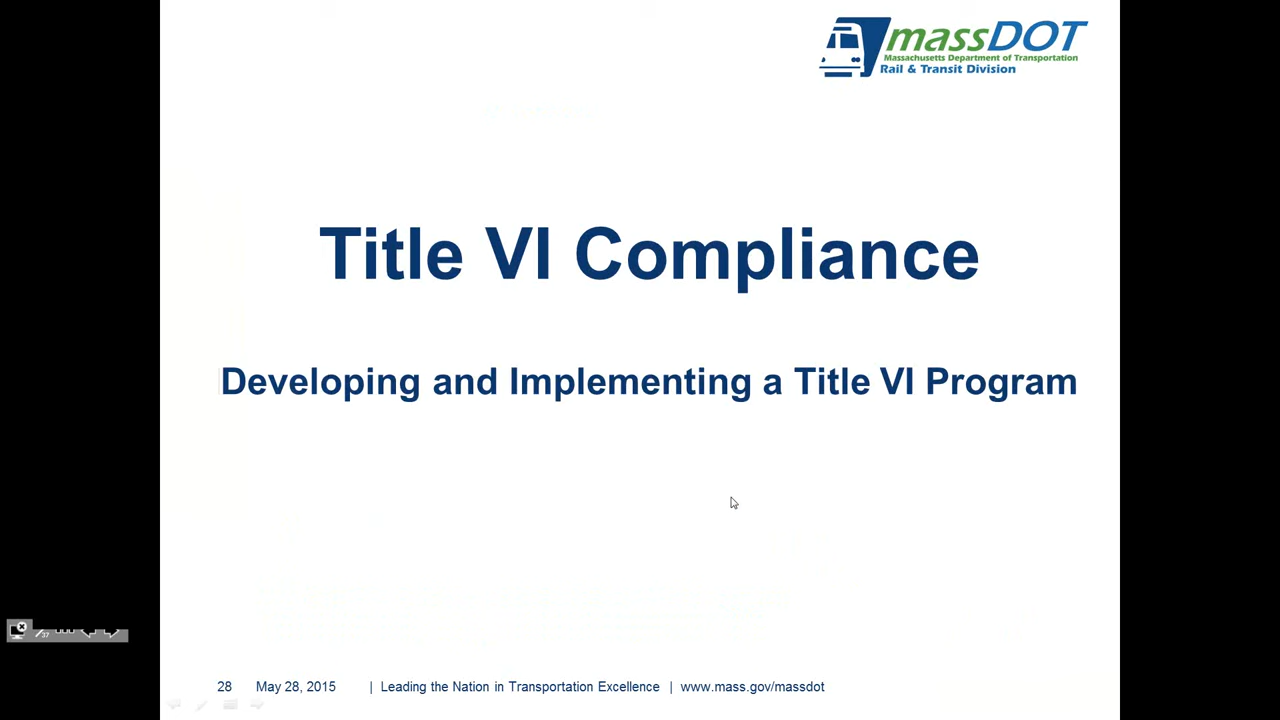 massDOT
Massachusetts Department of Transportation
Rail & Transit Division
Title VI Compliance
Developing and Implementing a Title VI Program
37
28 May 28, 2015 | Leading the Nation in Transportation Excellence | www.mass.gov/massdot